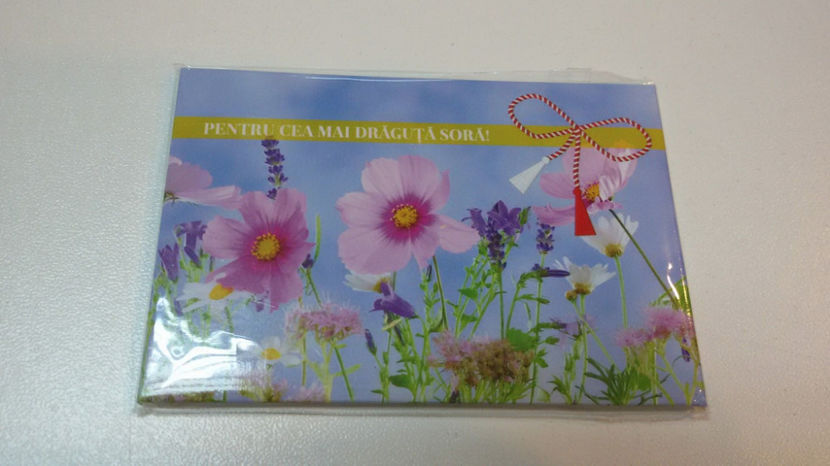 PENTRU CEA MAI DRĂGUȚĂ SORĂ!